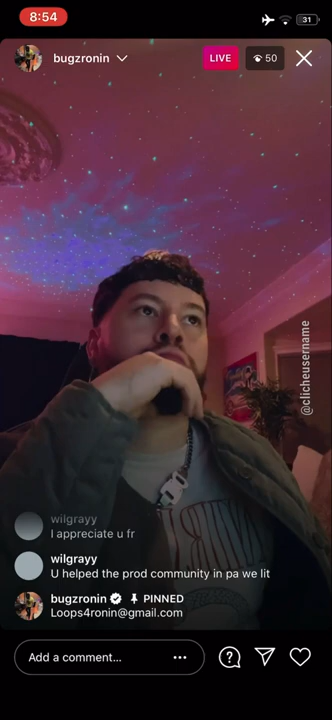 8:54
31
bugzronin
LIVE
50
@clicheusername
wilgrayy
I appreciate u fr
wilgrayy
U helped the prod community in pa we lit
bugzronin PINNED
Loops4ronin@gmail.com
Add a comment...